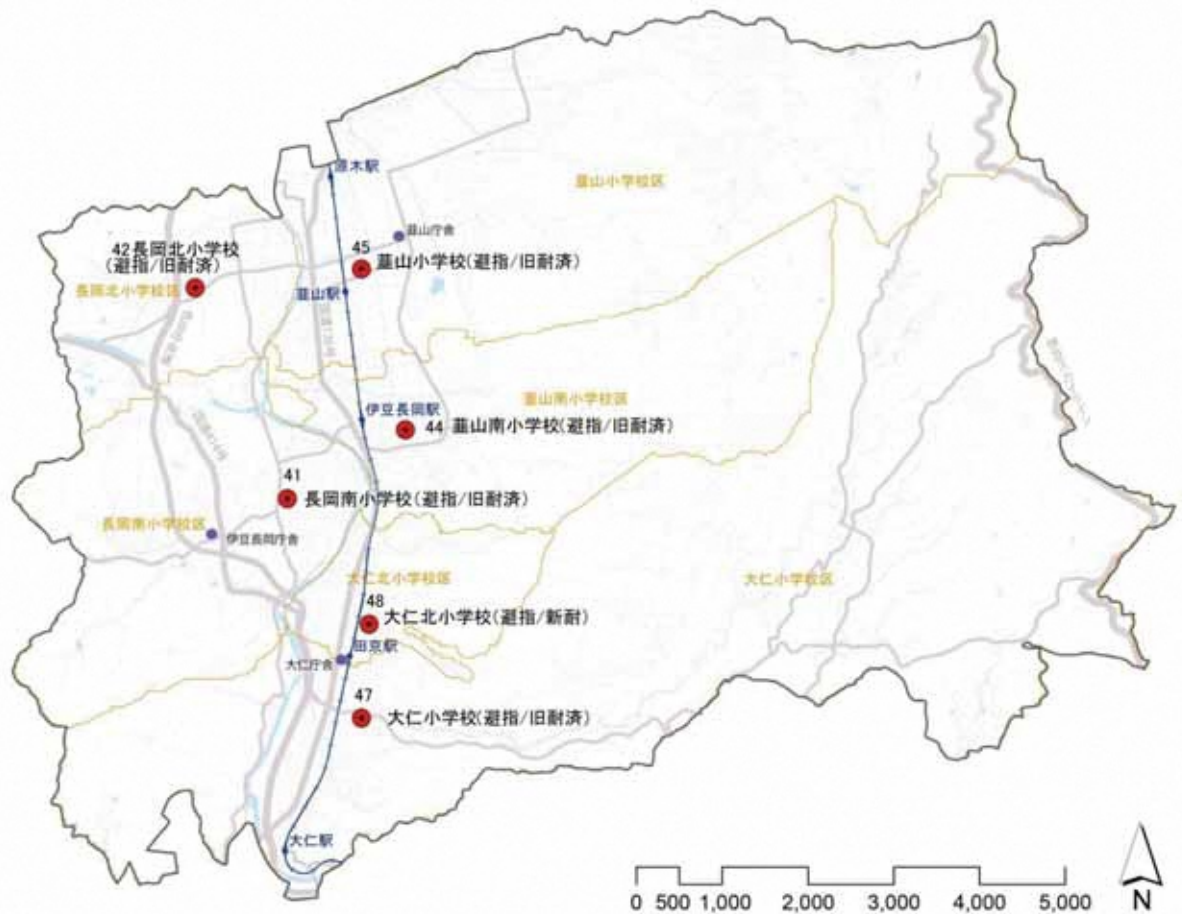 原木駅
韮山小学校区
韮山庁舎
42長岡北小学校
(避指/旧耐済)
45
韮山小学校(避指/旧耐済)
長岡北小学校区
韮山駅
伊豆長岡駅
韮山南小学校区
44 韮山南小学校(避指/旧耐済)
41
長岡南小学校(避指/旧耐済)
長岡南小学校区
伊豆長岡庁舎
大仁北小学校区
大仁小学校区
48
大仁北小学校(避指/新耐)
田京駅
大仁庁舎
47
大仁小学校(避指/旧耐済)
大仁駅
0 500 1,000 2,000 3,000 4,000 5,000
N